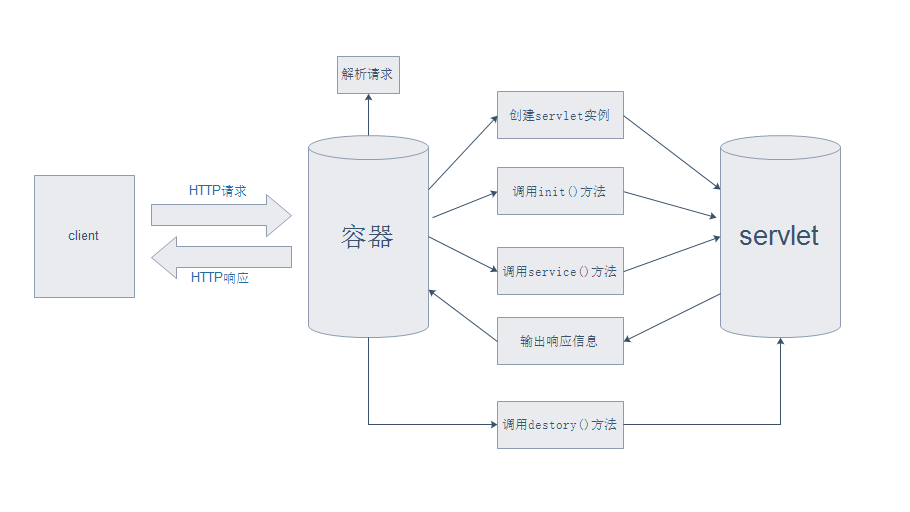 解析请求
创建servlet实例
HTTP请求
调用init()方法
client
容器
servlet
调用service()方法
HTTP响应
输出响应信息
调用destory()方法